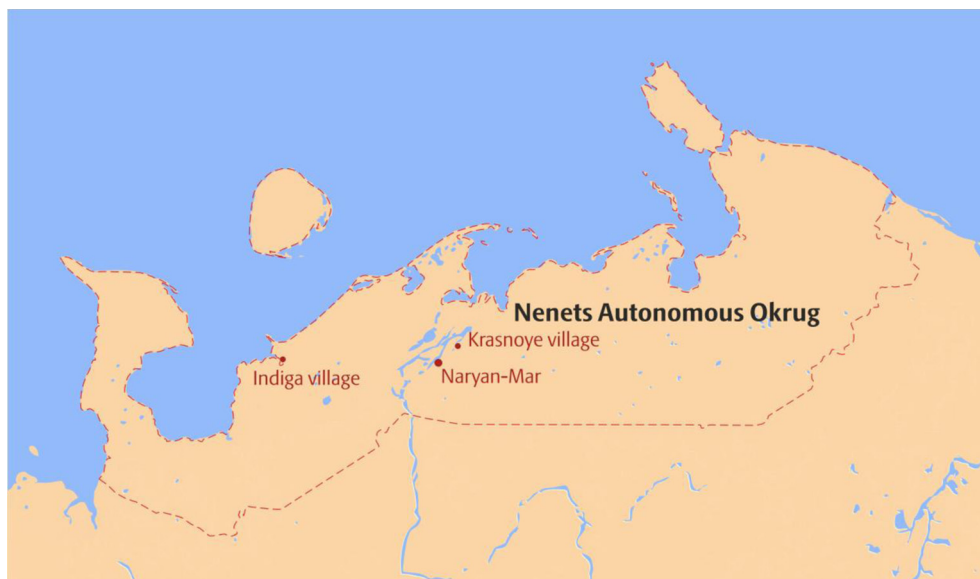 Nenets Autonomous Okrug
Krasnoye village
Indiga village
Naryan-Mar